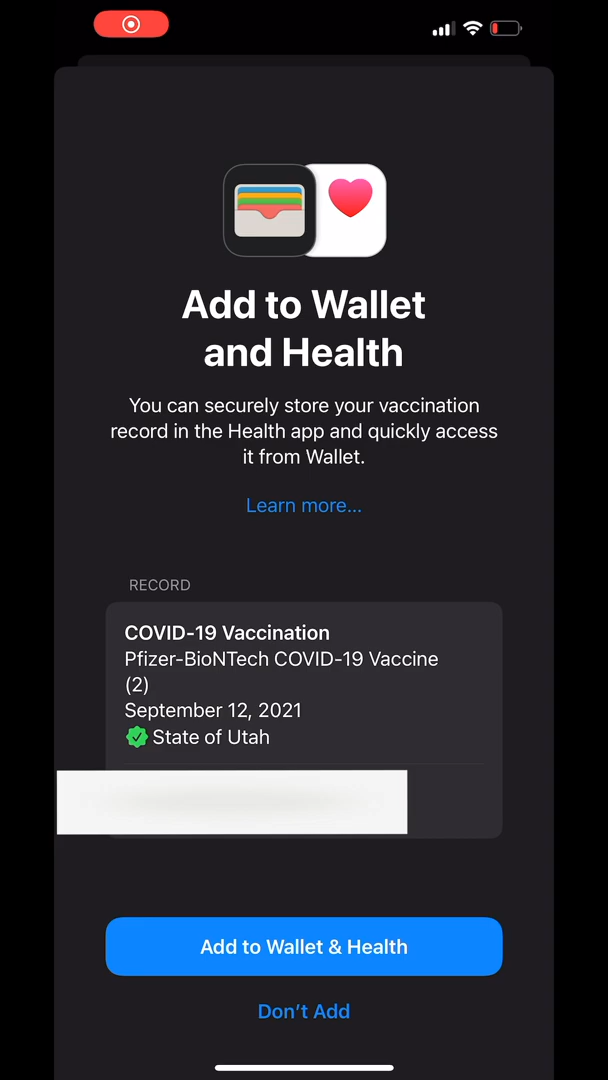 Add to Wallet
and Health
You can securely store your vaccination
record in the Health app and quickly access
it from Wallet.
Learn more...
RECORD
COVID-19 Vaccination
Pfizer-BioNTech COVID-19 Vaccine
(2)
September 12, 2021
State of Utah
Add to Wallet & Health
Don’t Add